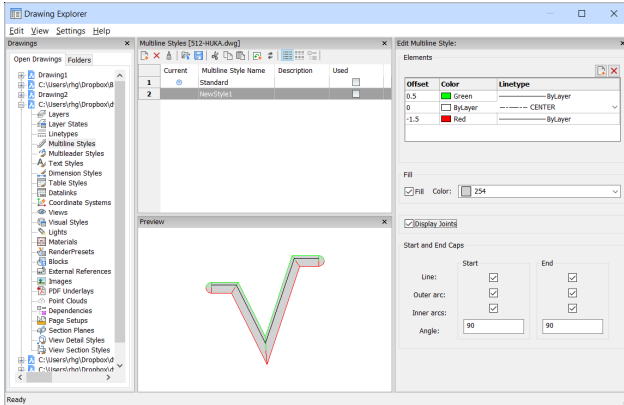 Drawing Explorer
Edit View Settings Help
Drawings
Open Drawings Folders
Drawing1
C:\Users\rhg\Dropbox\8
Drawing2
C:\Users\rhg\Dropbox\d
Layers
Layer States
Linetypes
Multiline Styles
Multileader Styles
Text Styles
Dimension Styles
Table Styles
Datalinks
Coordinate Systems
Views
Visual Styles
Lights
Materials
RenderPresets
Blocks
External References
Images
PDF Underlays
Point Clouds
Dependencies
Page Setups
Section Planes
View Detail Styles
View Section Styles
C:\Users\rhg\Dropbox\d
C:\Users\rhg\Dropbox\d
Multiline Styles [512-HUKA.dwg]
Current Multiline Style Name Description Used
1 Standard
2 NewStyle1
Preview
Edit Multiline Style:
Elements
Offset Color Linetype
0.5 Green ByLayer
0 ByLayer CENTER
-1.5 Red ByLayer
Fill
Fill Color: 254
Display Joints
Start and End Caps
Start End
Line:
Outer arc:
Inner arcs:
Angle: 90 90
Ready